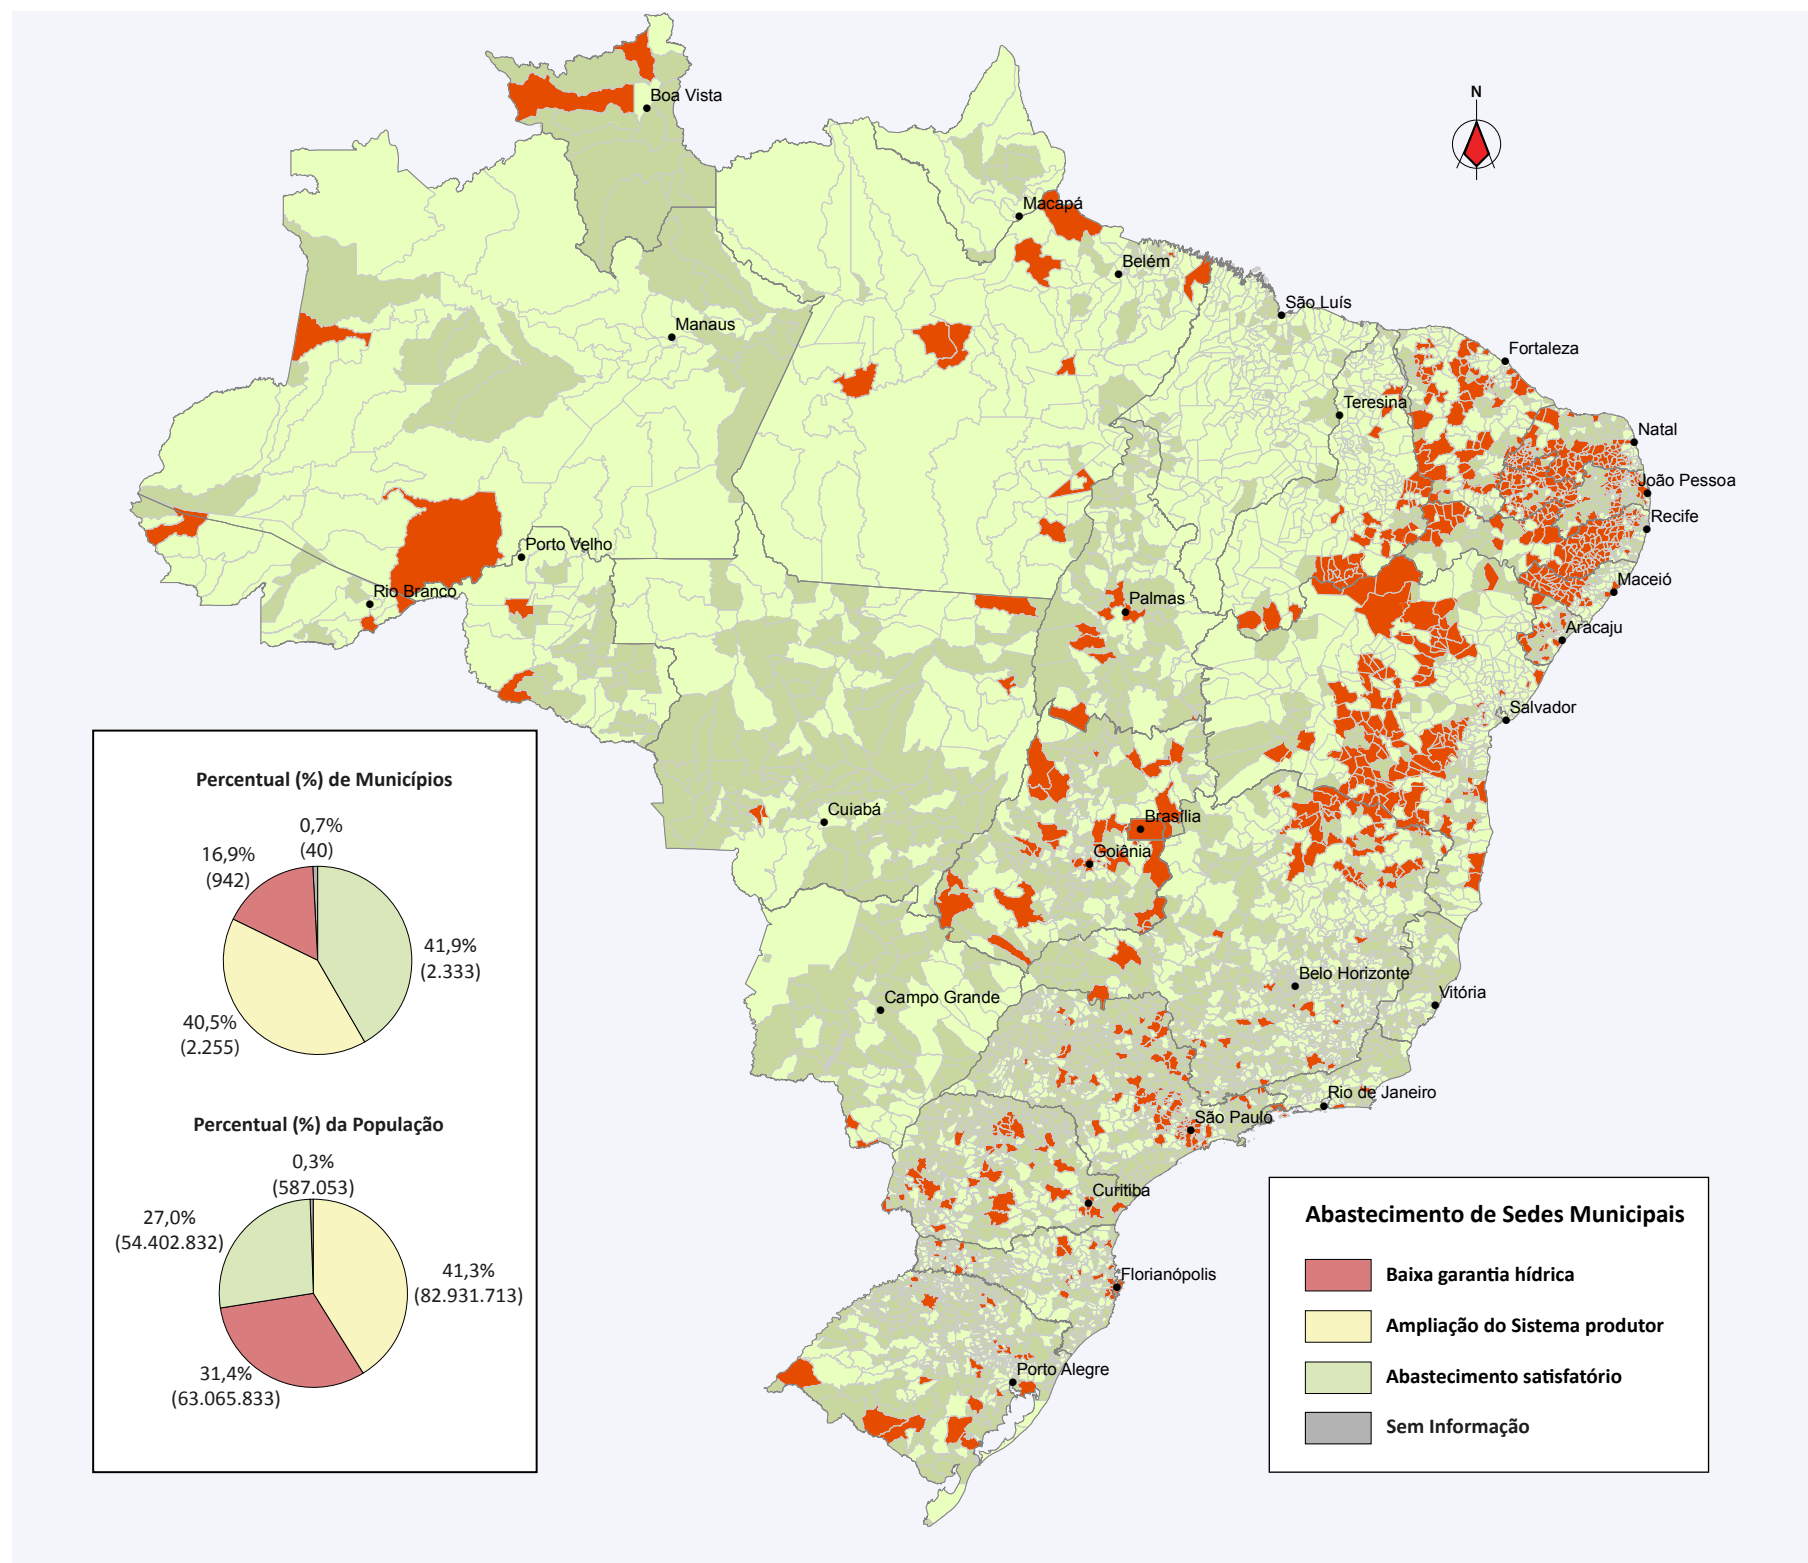 N
Boa Vista
Macapá
Belém
São Luís
Manaus
Fortaleza
Teresina
Natal
João Pessoa
Recife
Porto Velho
Maceió
Rio Branco
Palmas
Aracaju
Salvador
Cuiabá
Brasília
Goiânia
Belo Horizonte
Vitória
Campo Grande
Rio de Janeiro
São Paulo
Curitiba
Florianópolis
Porto Alegre
Percentual (%) de Municípios
0,7%
(40)
16,9%
(942)
41,9%
(2.333)
40,5%
(2.255)
Percentual (%) da População
0,3%
(587.053)
27,0%
(54.402.832)
41,3%
(82.931.713)
31,4%
(63.065.833)
Abastecimento de Sedes Municipais
Baixa garantia hídrica
Ampliação do Sistema produtor
Abastecimento satisfatório
Sem Informação